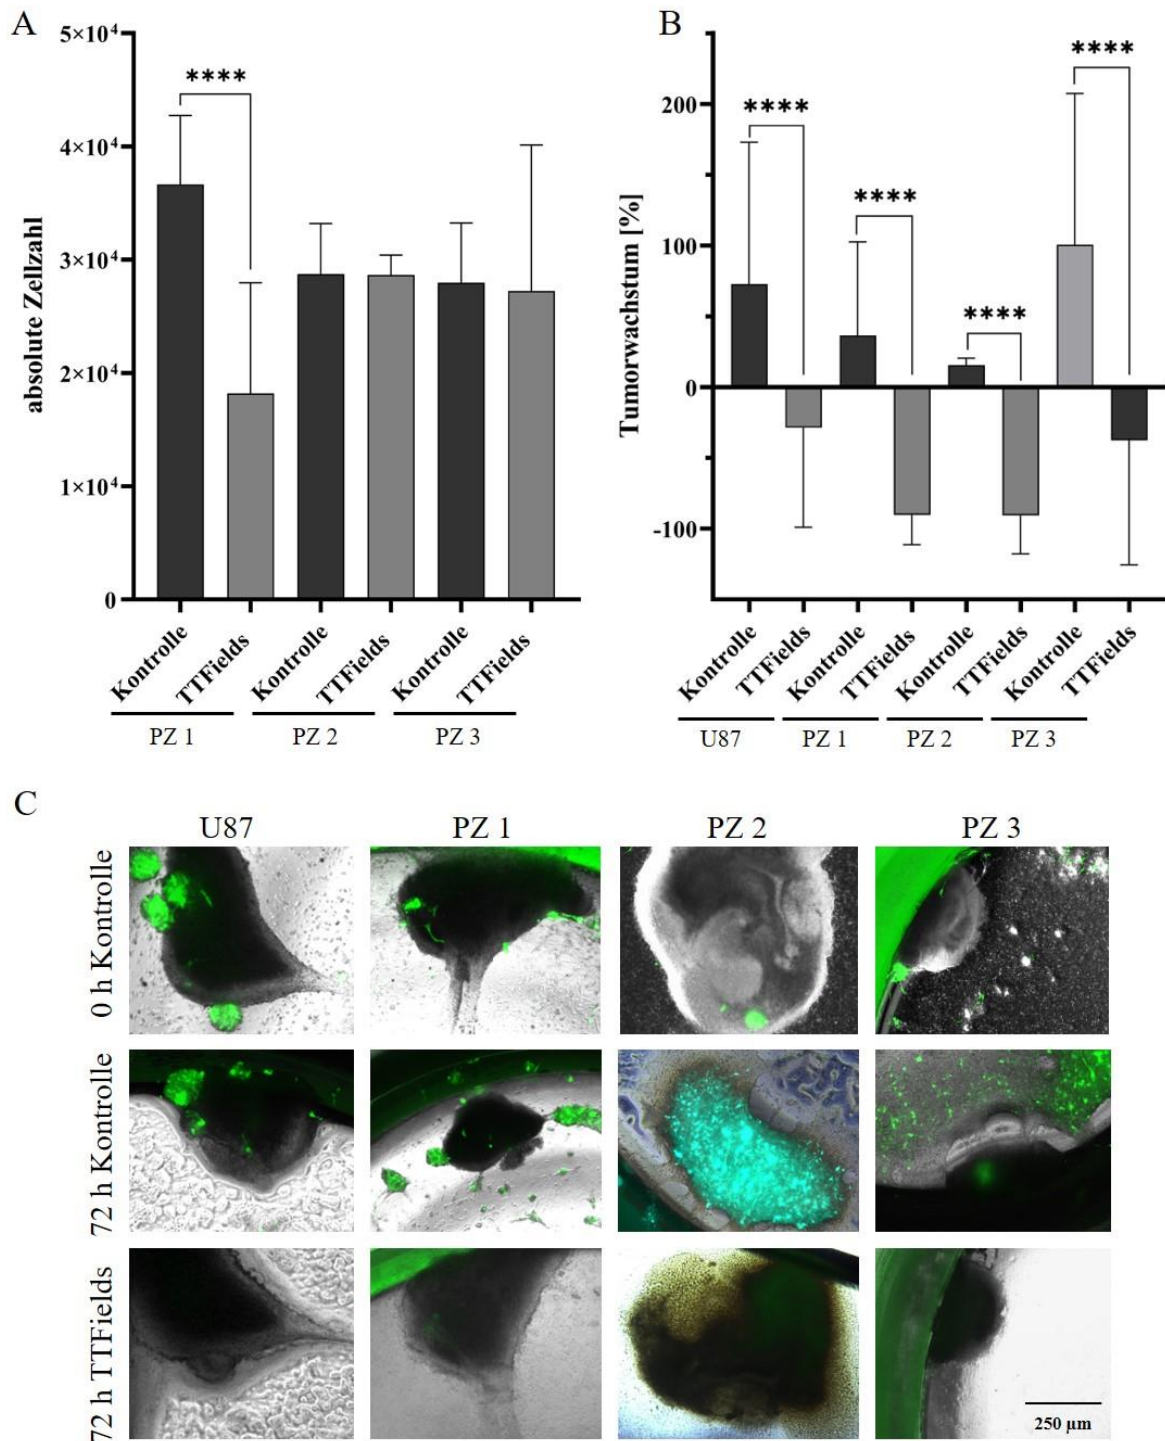 A
absolute Zellzahl
5×10⁴
4×10⁴
3×10⁴
2×10⁴
1×10⁴
0
****
Kontrolle
TTFields
Kontrolle
TTFields
Kontrolle
TTFields
PZ 1
PZ 2
PZ 3
B
Tumorwachstum [%]
200
100
0
-100
****
****
****
****
Kontrolle
TTFields
Kontrolle
TTFields
Kontrolle
TTFields
Kontrolle
TTFields
U87
PZ 1
PZ 2
PZ 3
C
U87
PZ 1
PZ 2
PZ 3
0 h Kontrolle
72 h Kontrolle
72 h TTFields
250 µm